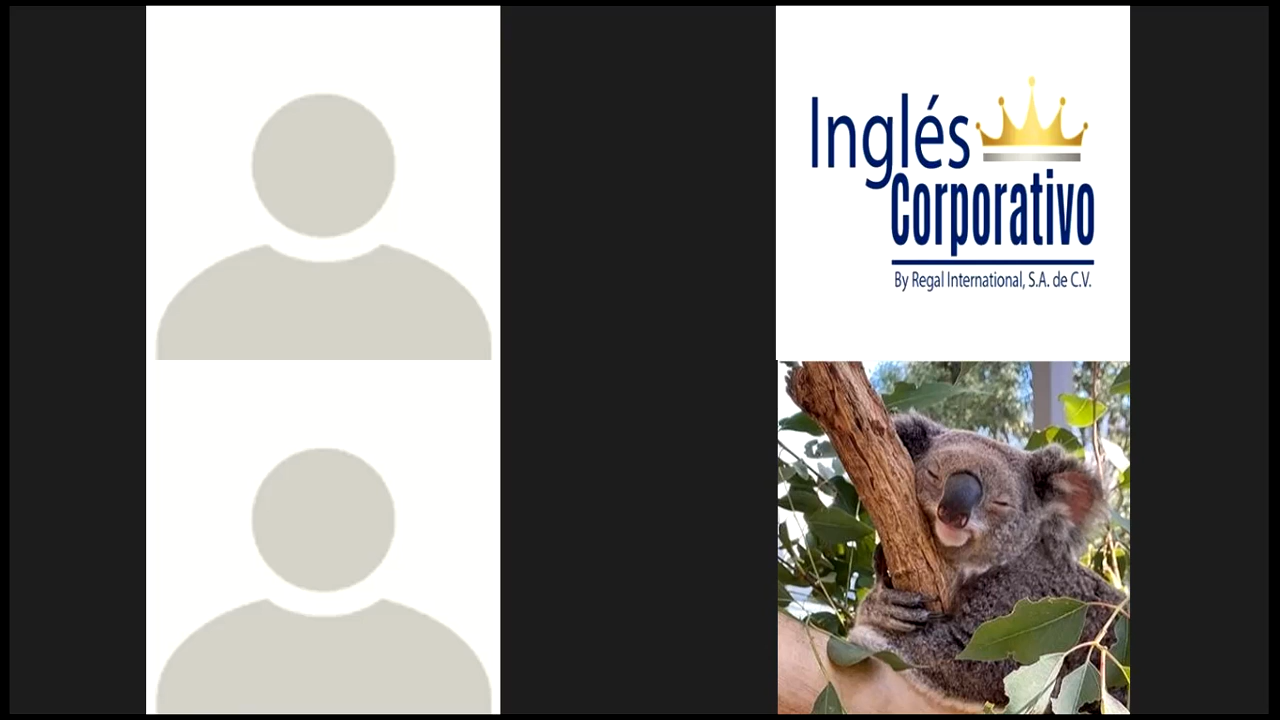 Inglés
Corporativo
By Regal International, S.A. de C.V.